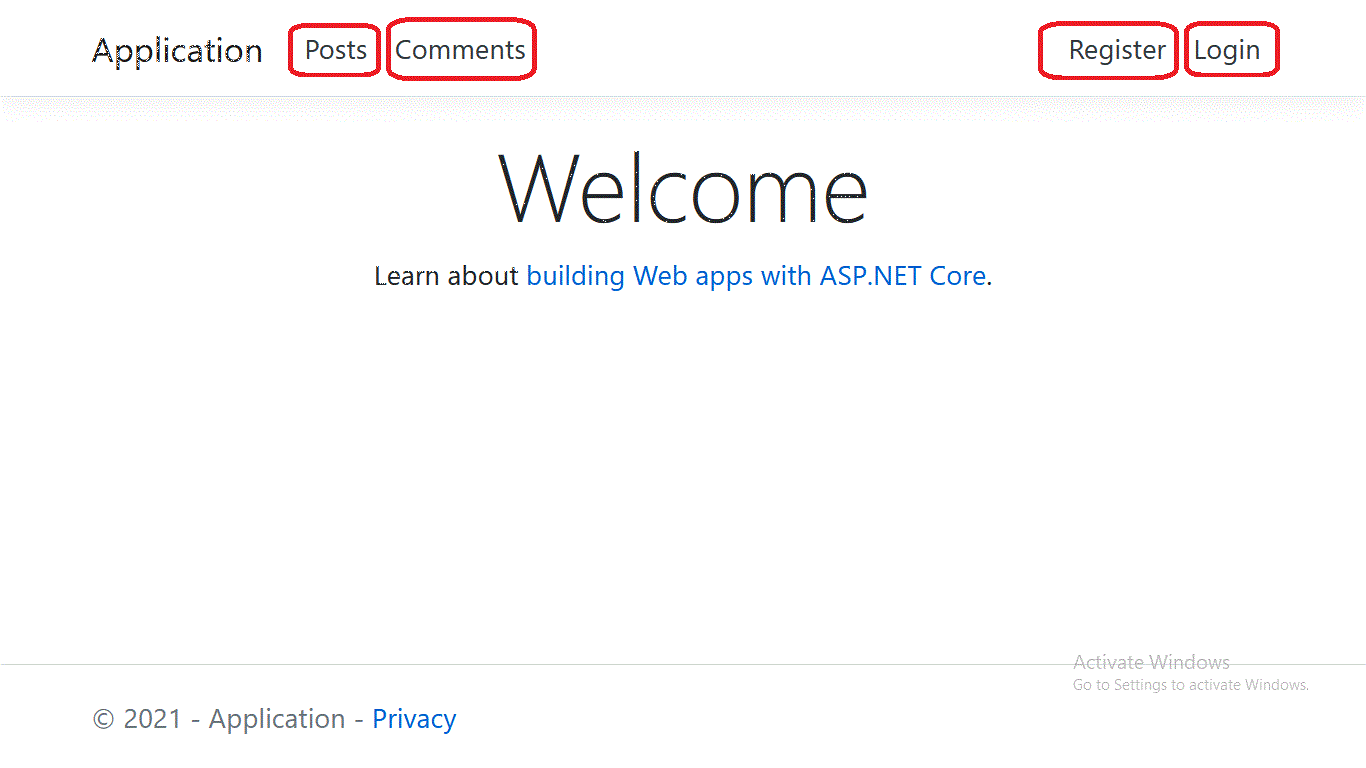 Application Posts Comments Register Login
Welcome
Learn about building Web apps with ASP.NET Core.
Activate Windows
Go to Settings to activate Windows.
© 2021 - Application - Privacy